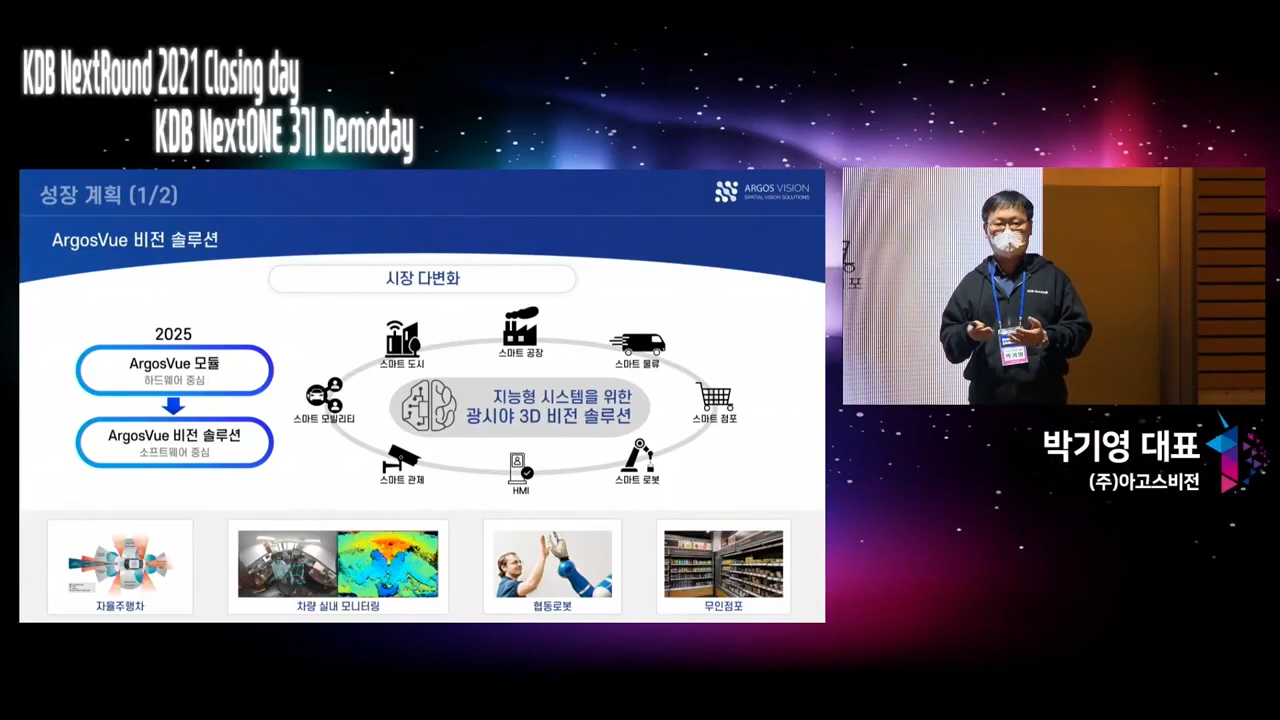 KDB NextRound 2021 Closing day
KDB NextONE 3기 Demoday
성장 계획 (1/2)
ARGOS VISION
SPATIAL VISION SOLUTIONS
ArgosVue 비전 솔루션
시장 다변화
2025
ArgosVue 모듈
하드웨어 중심
ArgosVue 비전 솔루션
소프트웨어 중심
스마트 도시
스마트 공장
스마트 물류
스마트 모빌리티
지능형 시스템을 위한
광시야 3D 비전 솔루션
스마트 점포
스마트 관제
HMI
스마트 로봇
자율주행차
차량 실내 모니터링
협동로봇
무인점포
포
박기영
박기영 대표
(주)아고스비전